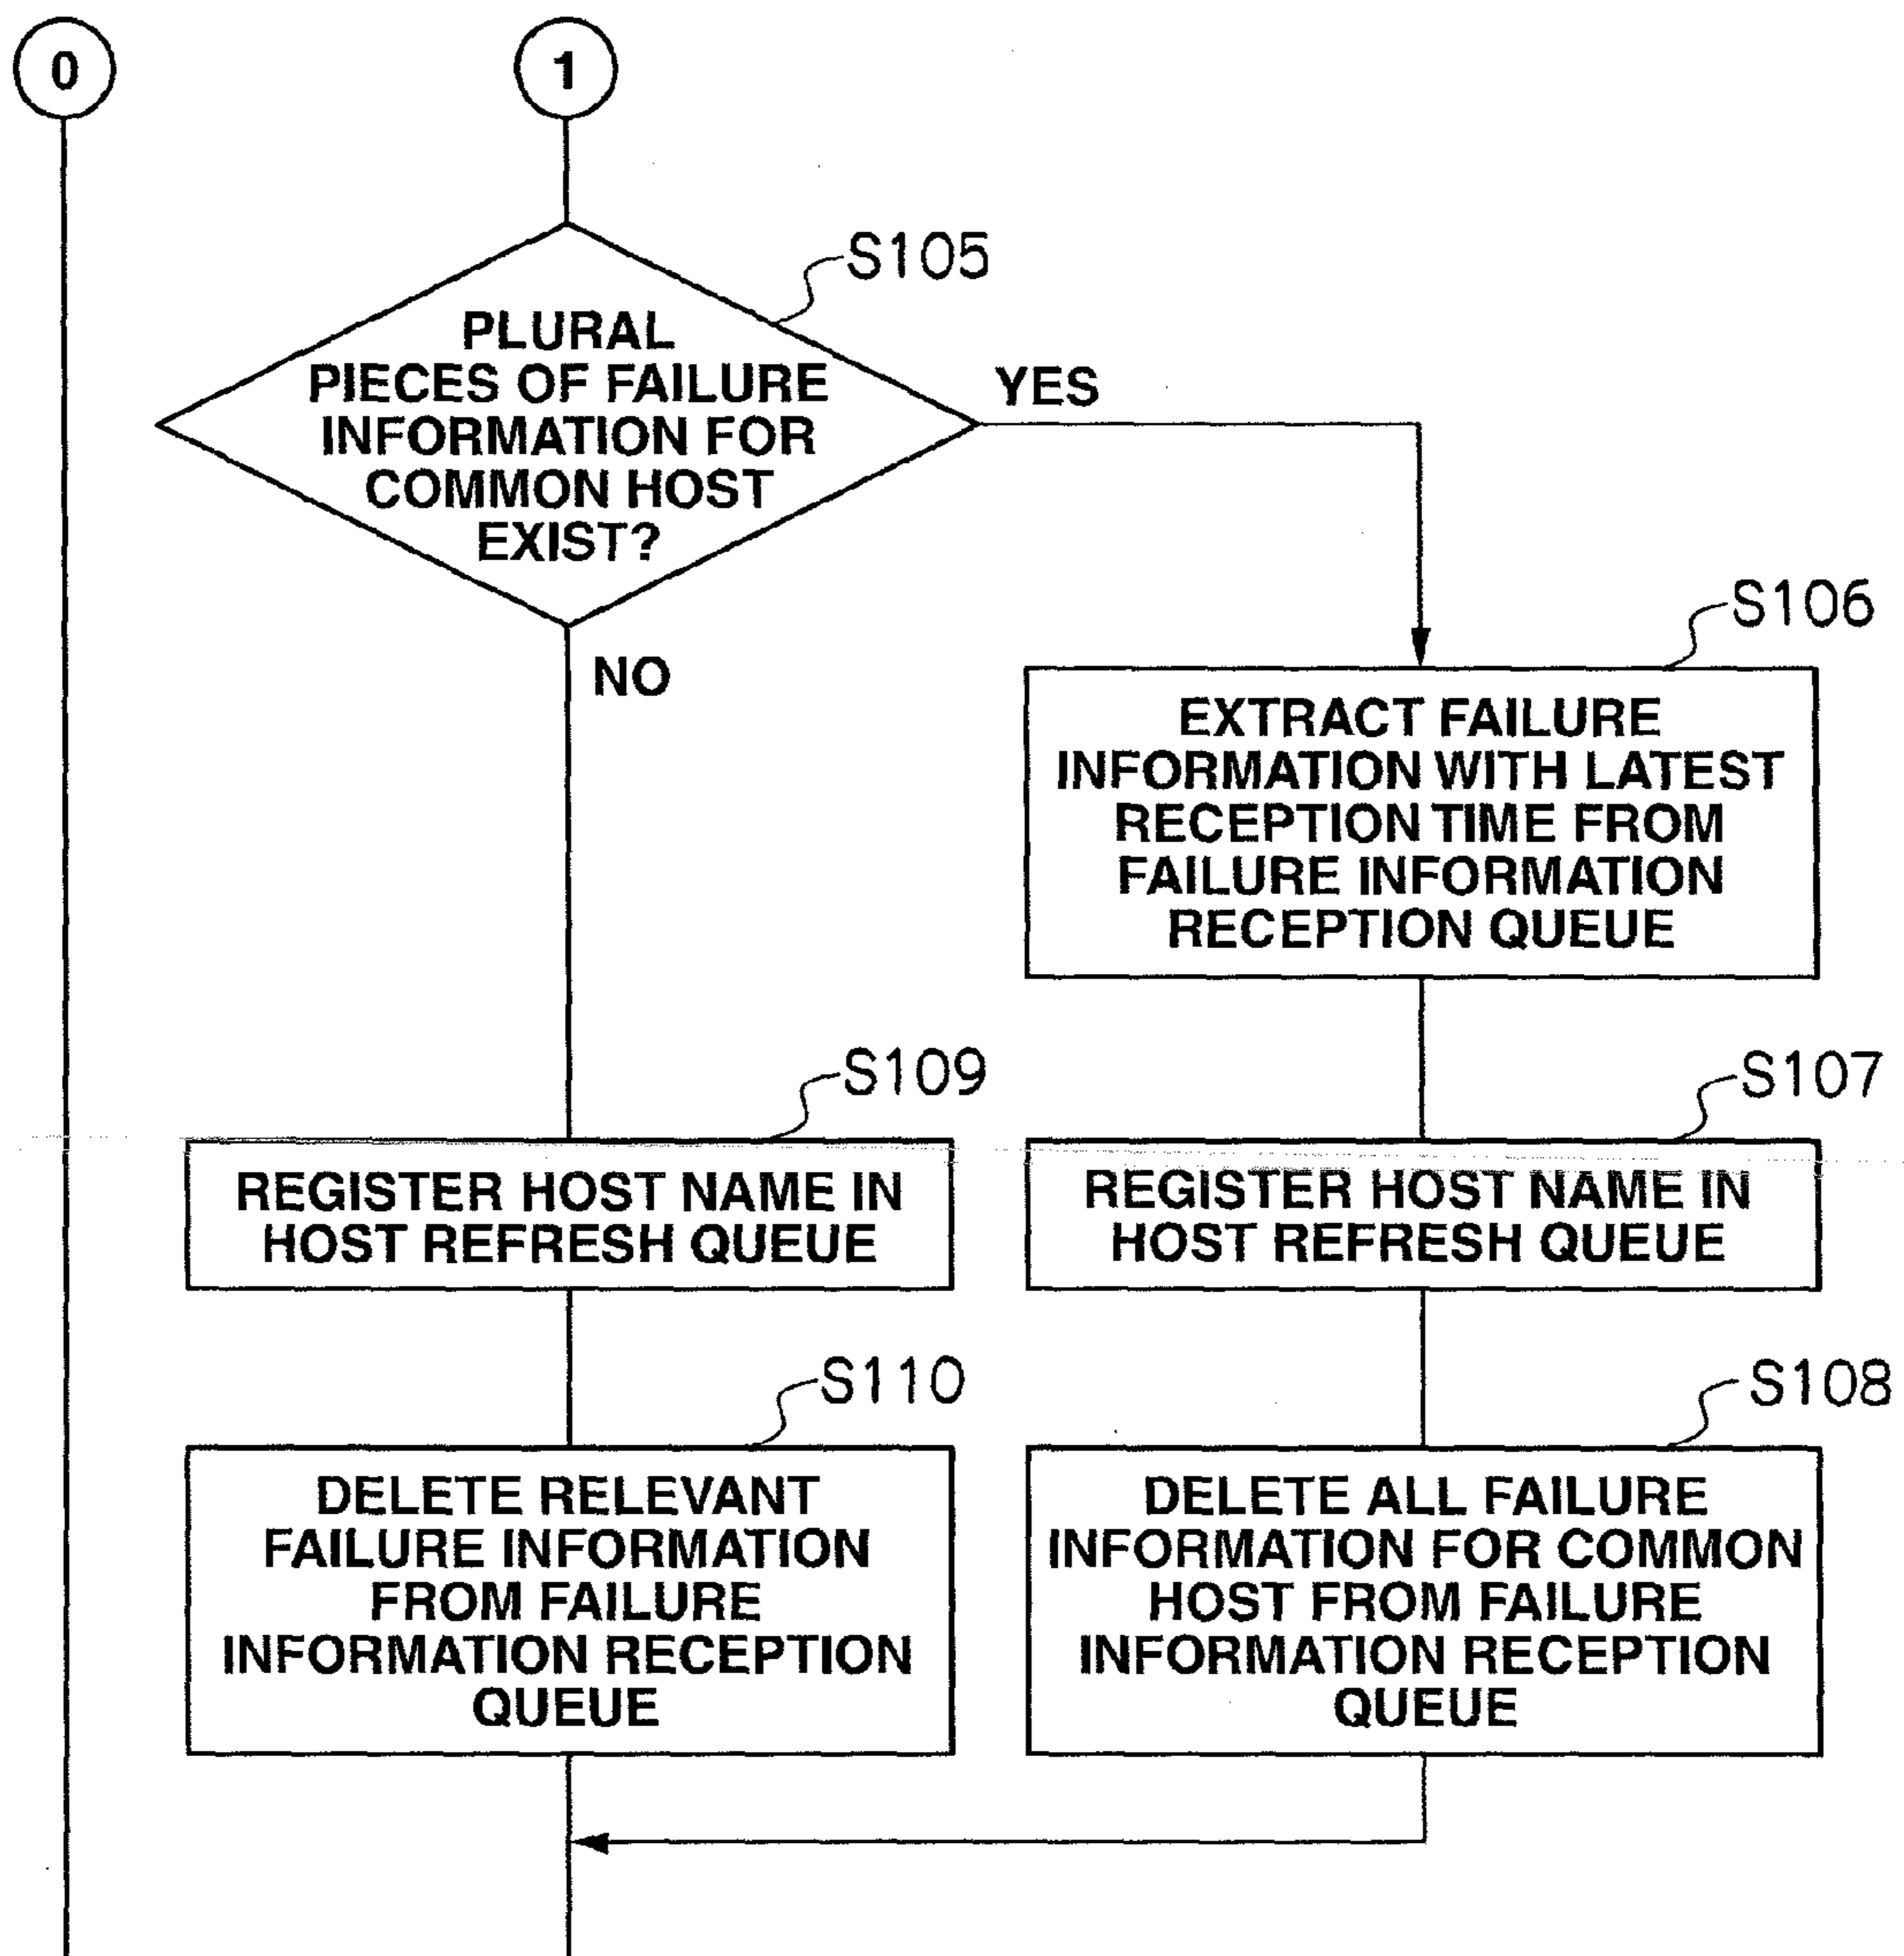 0
1
S105
PLURAL
PIECES OF FAILURE
INFORMATION FOR
COMMON HOST
EXIST?
YES
NO
S106
EXTRACT FAILURE
INFORMATION WITH LATEST
RECEPTION TIME FROM
FAILURE INFORMATION
RECEPTION QUEUE
S109
REGISTER HOST NAME IN
HOST REFRESH QUEUE
S107
REGISTER HOST NAME IN
HOST REFRESH QUEUE
S110
DELETE RELEVANT
FAILURE INFORMATION
FROM FAILURE
INFORMATION RECEPTION
QUEUE
S108
DELETE ALL FAILURE
INFORMATION FOR COMMON
HOST FROM FAILURE
INFORMATION RECEPTION
QUEUE